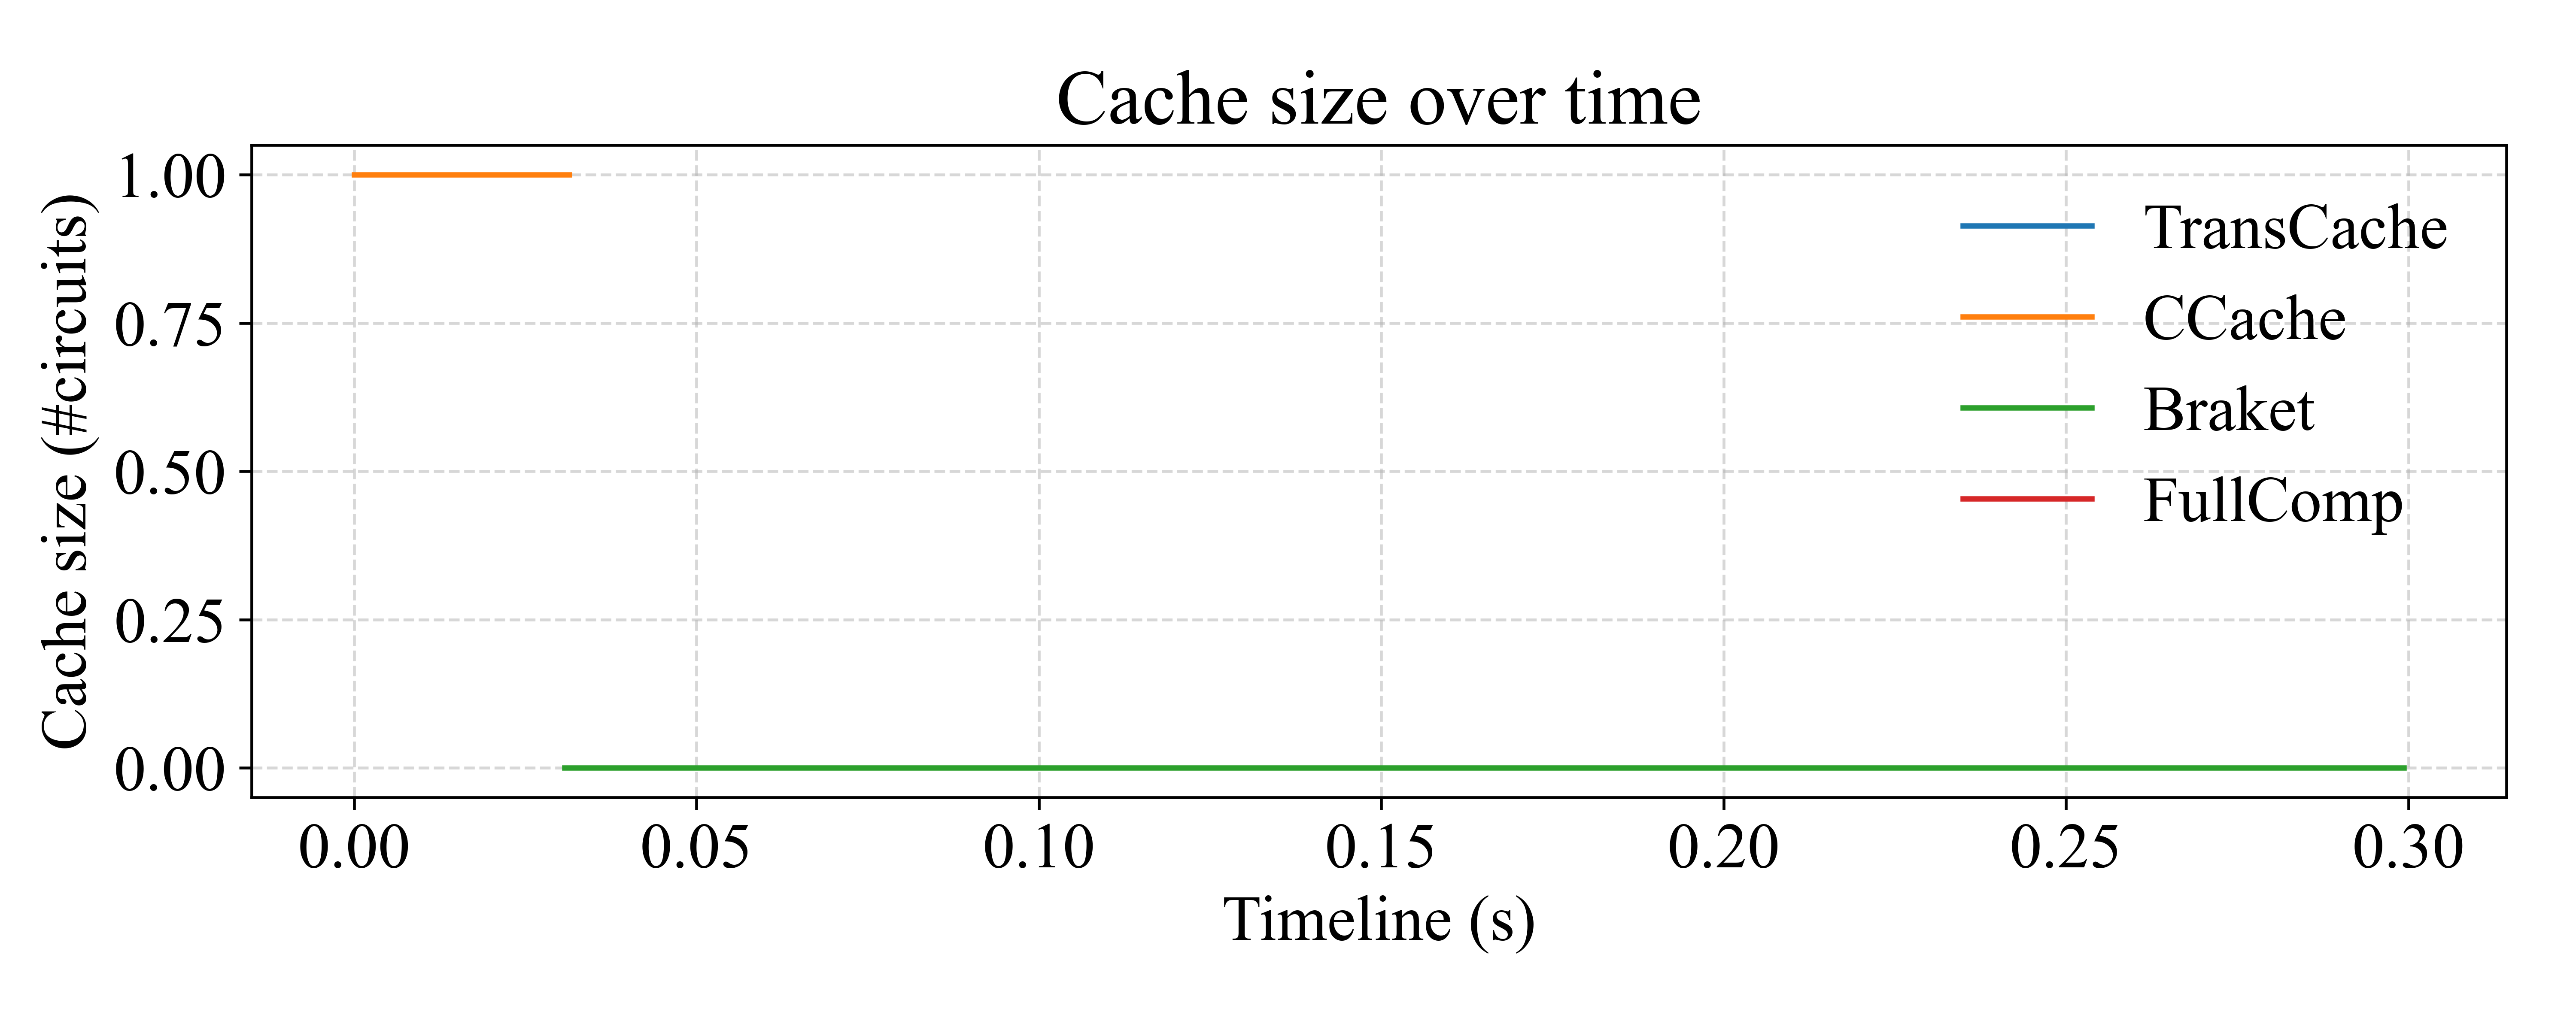 Cache size over time
Cache size (#circuits)
1.00
0.75
0.50
0.25
0.00
TransCache
CCache
Braket
FullComp
0.00 0.05 0.10 0.15 0.20 0.25 0.30
Timeline (s)